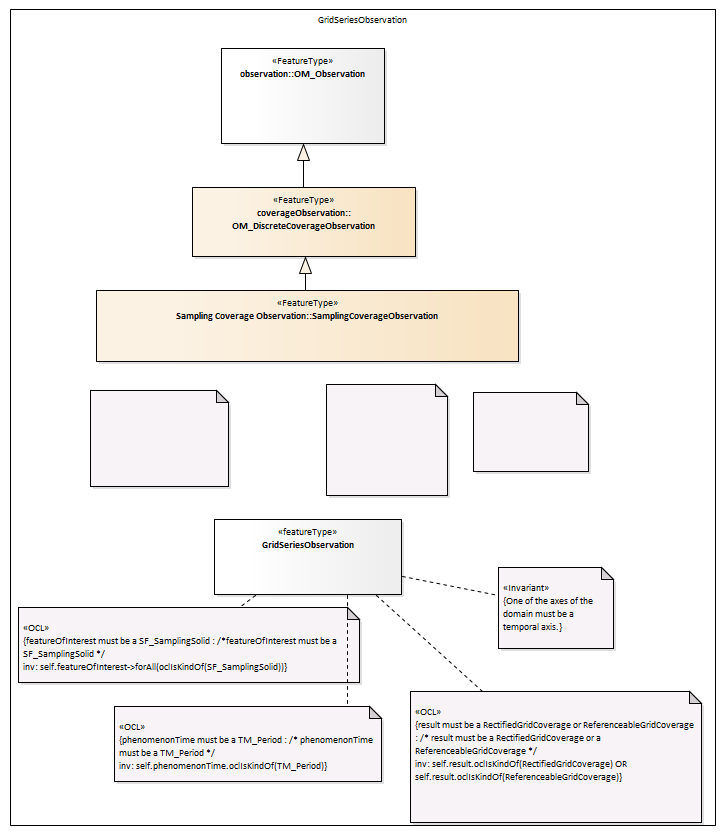 GridSeriesObservation
«FeatureType»
observation::OM_Observation
«FeatureType»
coverageObservation::
OM_DiscreteCoverageObservation
«FeatureType»
Sampling Coverage Observation::SamplingCoverageObservation
«featureType»
GridSeriesObservation
«Invariant»
{One of the axes of the
domain must be a
temporal axis.}
«OCL»
{featureOfInterest must be a SF_SamplingSolid : /*featureOfInterest must be a
SF_SamplingSolid */
inv: self.featureOfInterest->forAll(oclIsKindOf(SF_SamplingSolid))}
«OCL»
{phenomenonTime must be a TM_Period : /* phenomenonTime
must be a TM_Period */
inv: self.phenomenonTime.oclIsKindOf(TM_Period)}
«OCL»
{result must be a RectifiedGridCoverage or ReferenceableGridCoverage
: /* result must be a RectifiedGridCoverage or a
ReferenceableGridCoverage */
inv: self.result.oclIsKindOf(RectifiedGridCoverage) OR
self.result.oclIsKindOf(ReferenceableGridCoverage)}